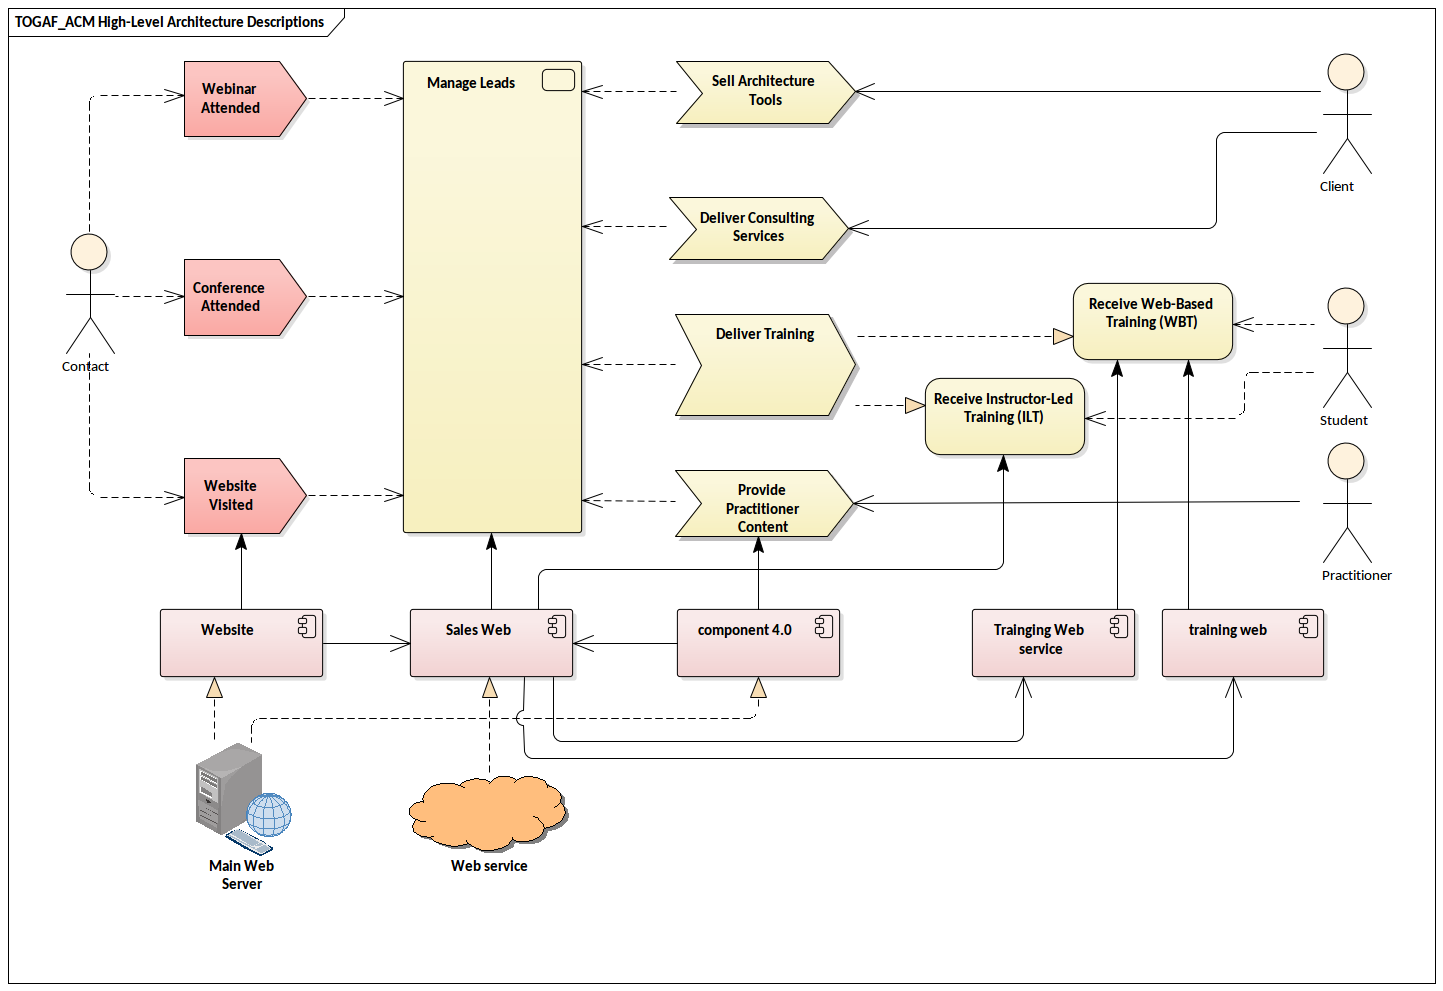 TOGAF_ACM High-Level Architecture Descriptions
Webinar
Attended
Manage Leads
Sell Architecture
Tools
Client
Deliver Consulting
Services
Contact
Conference
Attended
Receive Web-Based
Training (WBT)
Deliver Training
Student
Receive Instructor-Led
Training (ILT)
Website
Visited
Provide
Practitioner
Content
Practitioner
Website
Sales Web
component 4.0
Trainging Web
service
training web
Main Web
Server
Web service